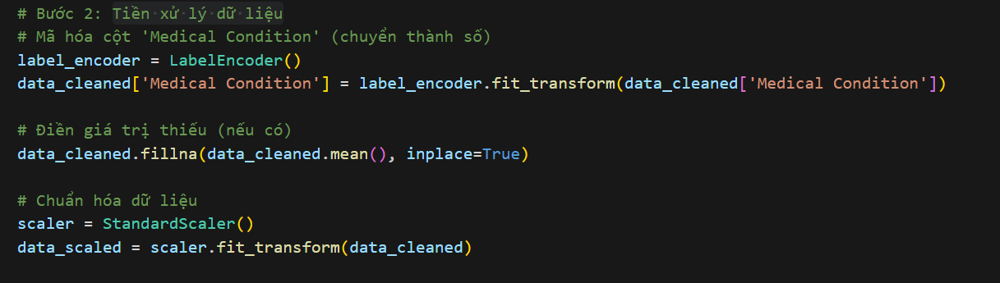 # Bước 2: Tiền xử lý dữ liệu
# Mã hóa cột 'Medical Condition' (chuyển thành số)
label_encoder = LabelEncoder()
data_cleaned['Medical Condition'] = label_encoder.fit_transform(data_cleaned['Medical Condition'])
# Điền giá trị thiếu (nếu có)
data_cleaned.fillna(data_cleaned.mean(), inplace=True)
# Chuẩn hóa dữ liệu
scaler = StandardScaler()
data_scaled = scaler.fit_transform(data_cleaned)